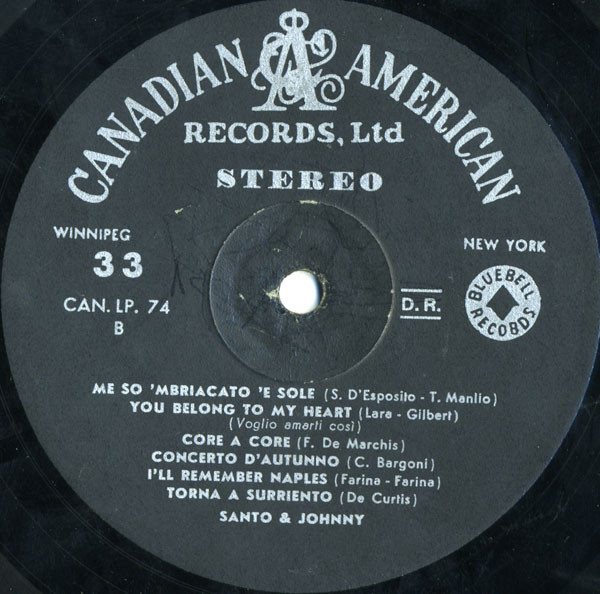 CANADIAN AMERICAN
RECORDS, Ltd
STEREO
WINNIPEG
33
CAN. LP. 74
B
NEW YORK
D.R.
BLUEBELL
RECORDS
ME SO 'MBRIACATO 'E SOLE (S. D'Esposito - T. Manlio)
YOU BELONG TO MY HEART (Lara - Gilbert)
(Voglio amarti così)
CORE A CORE (F. De Marchis)
CONCERTO D'AUTUNNO (C. Bargoni)
I'LL REMEMBER NAPLES (Farina - Farina)
TORNA A SURRIENTO (De Curtis)
SANTO & JOHNNY